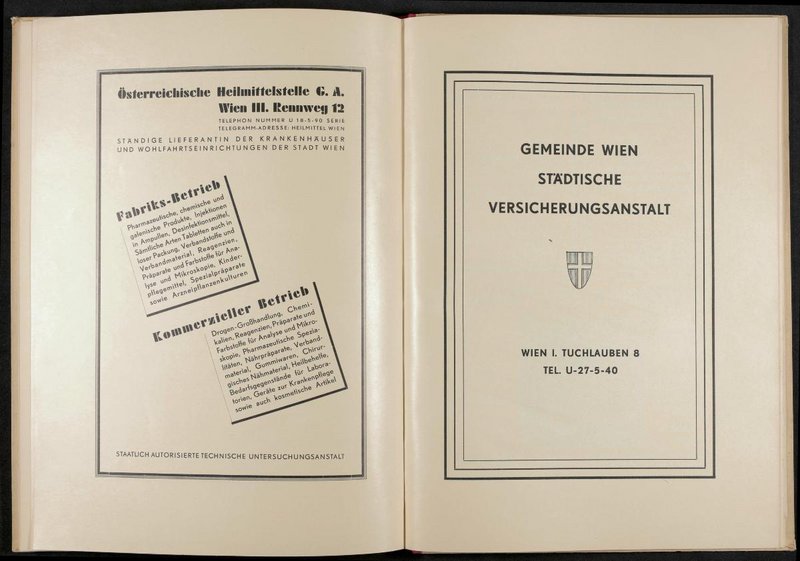 Österreichische Heilmittelstelle G. A.
Wien III. Rennweg 12
TELEPHON NUMMER U 18-5-90 SERIE
TELEGRAMM-ADRESSE: HEILMITTEL WIEN
STÄNDIGE LIEFERANTIN DER KRANKENHÄUSER
UND WOHLFAHRTSEINRICHTUNGEN DER STADT WIEN
Fabriks-Betrieb
Pharmazeutische, chemische und
galenische Produkte, Injektionen
in Ampullen, Desinfektionsmittel,
Sämtliche Arten Tabletten auch in
loser Packung, Verbandstoffe und
Verbandmaterial, Reagenzien,
Präparate und Farbstoffe für Ana-
lyse und Mikroskopie, Kinder-
pflegemittel, Spezialpräparate
sowie Arzneipflanzenkulturen
Kommerzieller Betrieb
Drogen-Großhandlung, Chemi-
kalien, Reagenzien, Präparate und
Farbstoffe für Analyse und Mikro-
skopie, Pharmazeutische Spezia-
litäten, Nährpräparate, Verband-
material, Gummiwaren, Chirur-
gisches Nähmaterial, Heilbehelfe,
Bedarfsgegenstände für Labora-
torien, Geräte zur Krankenpflege
sowie auch kosmetische Artikel
STAATLICH AUTORISIERTE TECHNISCHE UNTERSUCHUNGSANSTALT
GEMEINDE WIEN
STÄDTISCHE
VERSICHERUNGSANSTALT
WIEN I. TUCHLAUBEN 8
TEL. U-27-5-40